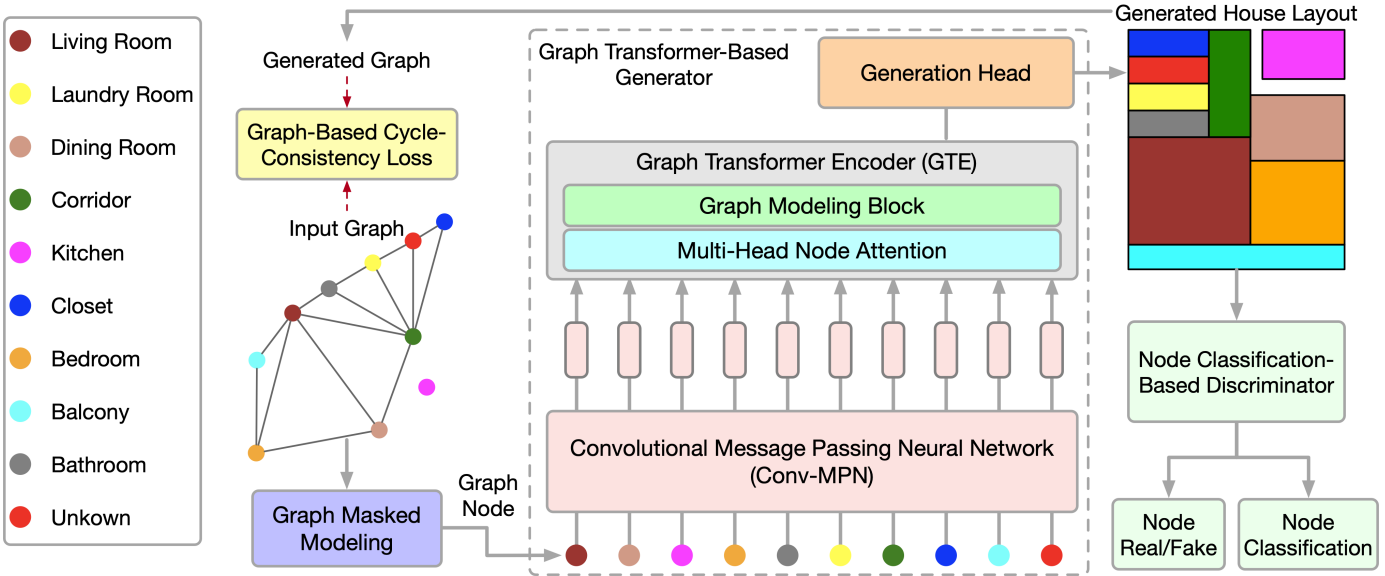 Living Room
Laundry Room
Dining Room
Corridor
Kitchen
Closet
Bedroom
Balcony
Bathroom
Unkown
Generated Graph
Graph-Based Cycle-
Consistency Loss
Input Graph
Graph Masked
Modeling
Graph
Node
Graph Transformer-Based
Generator
Generation Head
Graph Transformer Encoder (GTE)
Graph Modeling Block
Multi-Head Node Attention
Convolutional Message Passing Neural Network
(Conv-MPN)
Generated House Layout
Node Classification-
Based Discriminator
Node
Real/Fake
Node
Classification